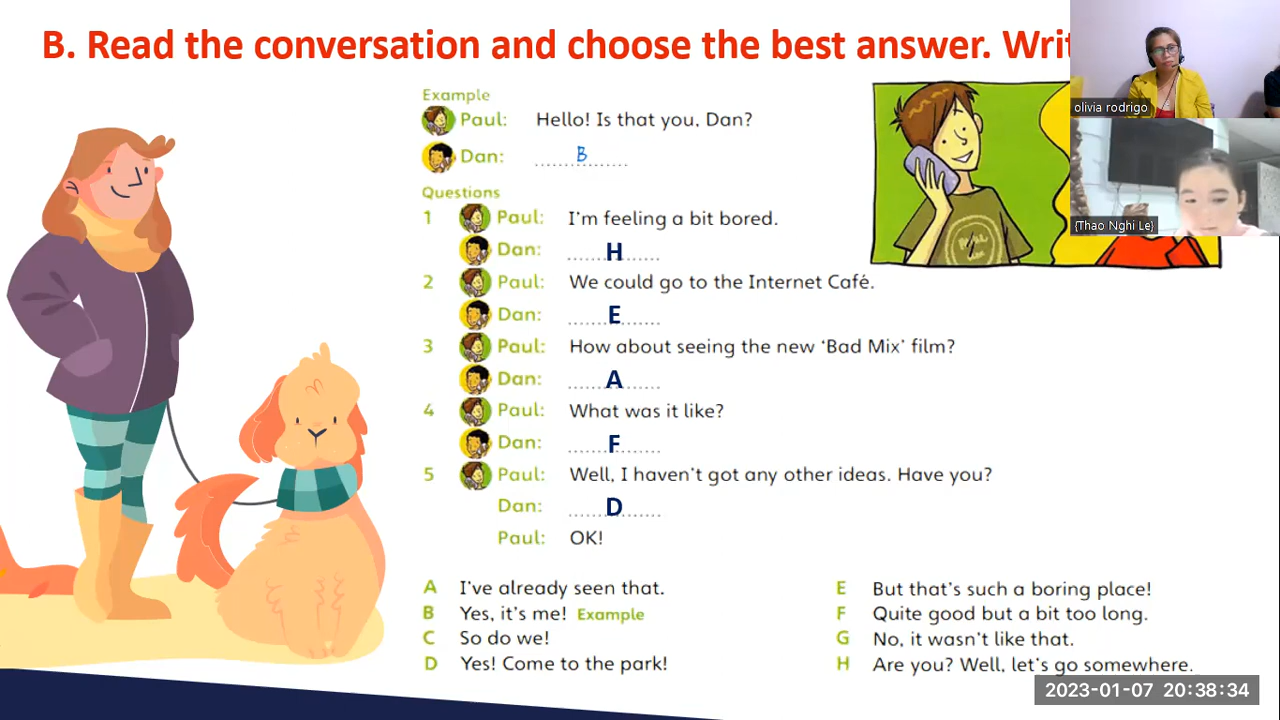 B. Read the conversation and choose the best answer. Writ
olivia rodrigo
{Thao Nghi Le}
Example
Paul: Hello! Is that you, Dan?
Dan: ..........B..........
Questions
1 Paul: I'm feeling a bit bored.
Dan: ..........H..........
2 Paul: We could go to the Internet Café.
Dan: ..........E..........
3 Paul: How about seeing the new ‘Bad Mix’ film?
Dan: ..........A..........
4 Paul: What was it like?
Dan: ..........F..........
5 Paul: Well, I haven't got any other ideas. Have you?
Dan: ..........D..........
Paul: OK!
A I've already seen that.
B Yes, it's me! Example
C So do we!
D Yes! Come to the park!
E But that's such a boring place!
F Quite good but a bit too long.
G No, it wasn't like that.
H Are you? Well, let's go somewhere.
2023-01-07 20:38:34